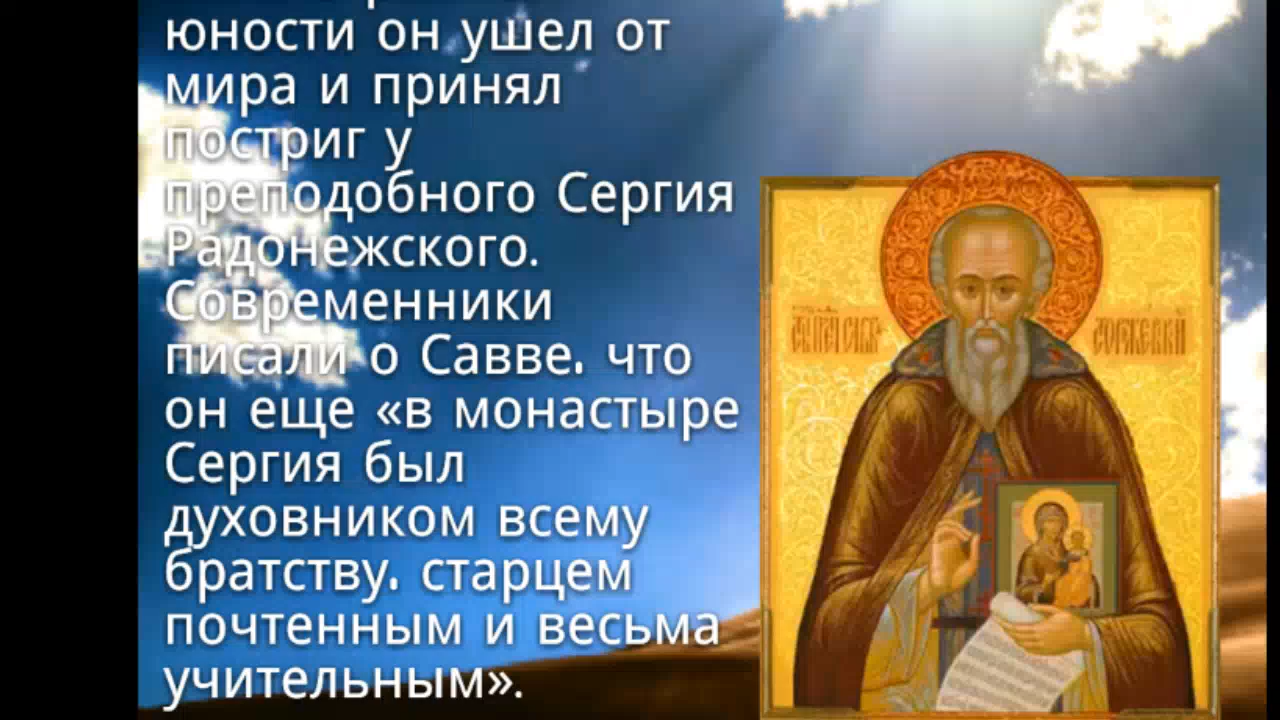 юности он ушел от
мира и принял
постриг у
преподобного Сергия
Радонежского.
Современники
писали о Савве. что
он еще «в монастыре
Сергия был
духовником всему
братству. старцем
почтенным и весьма
учительным».